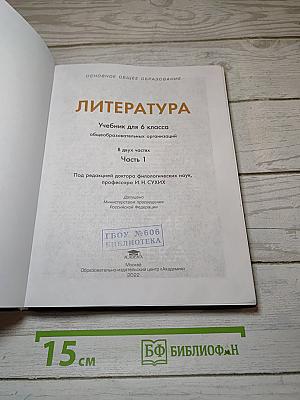 ОСНОВНОЕ ОБЩЕЕ ОБРАЗОВАНИЕ
ЛИТЕРАТУРА
Учебник для 6 класса
общеобразовательных организаций
В двух частях
Часть 1
Под редакцией доктора филологических наук,
профессора И. Н. СУХИХ
Допущено
Министерством просвещения
Российской Федерации
ГБОУ №606
БИБЛИОТЕКА
Москва
Образовательно-издательский центр «Академия»
2022
15 см
БФ БИБЛИОФАН